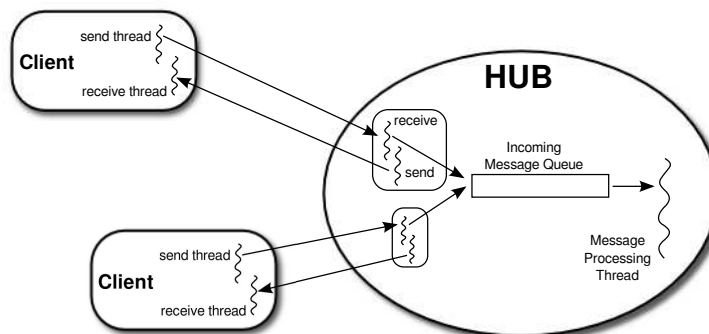 send thread
Client
receive thread
HUB
receive
send
Incoming
Message Queue
Message
Processing
Thread
send thread
Client
receive thread